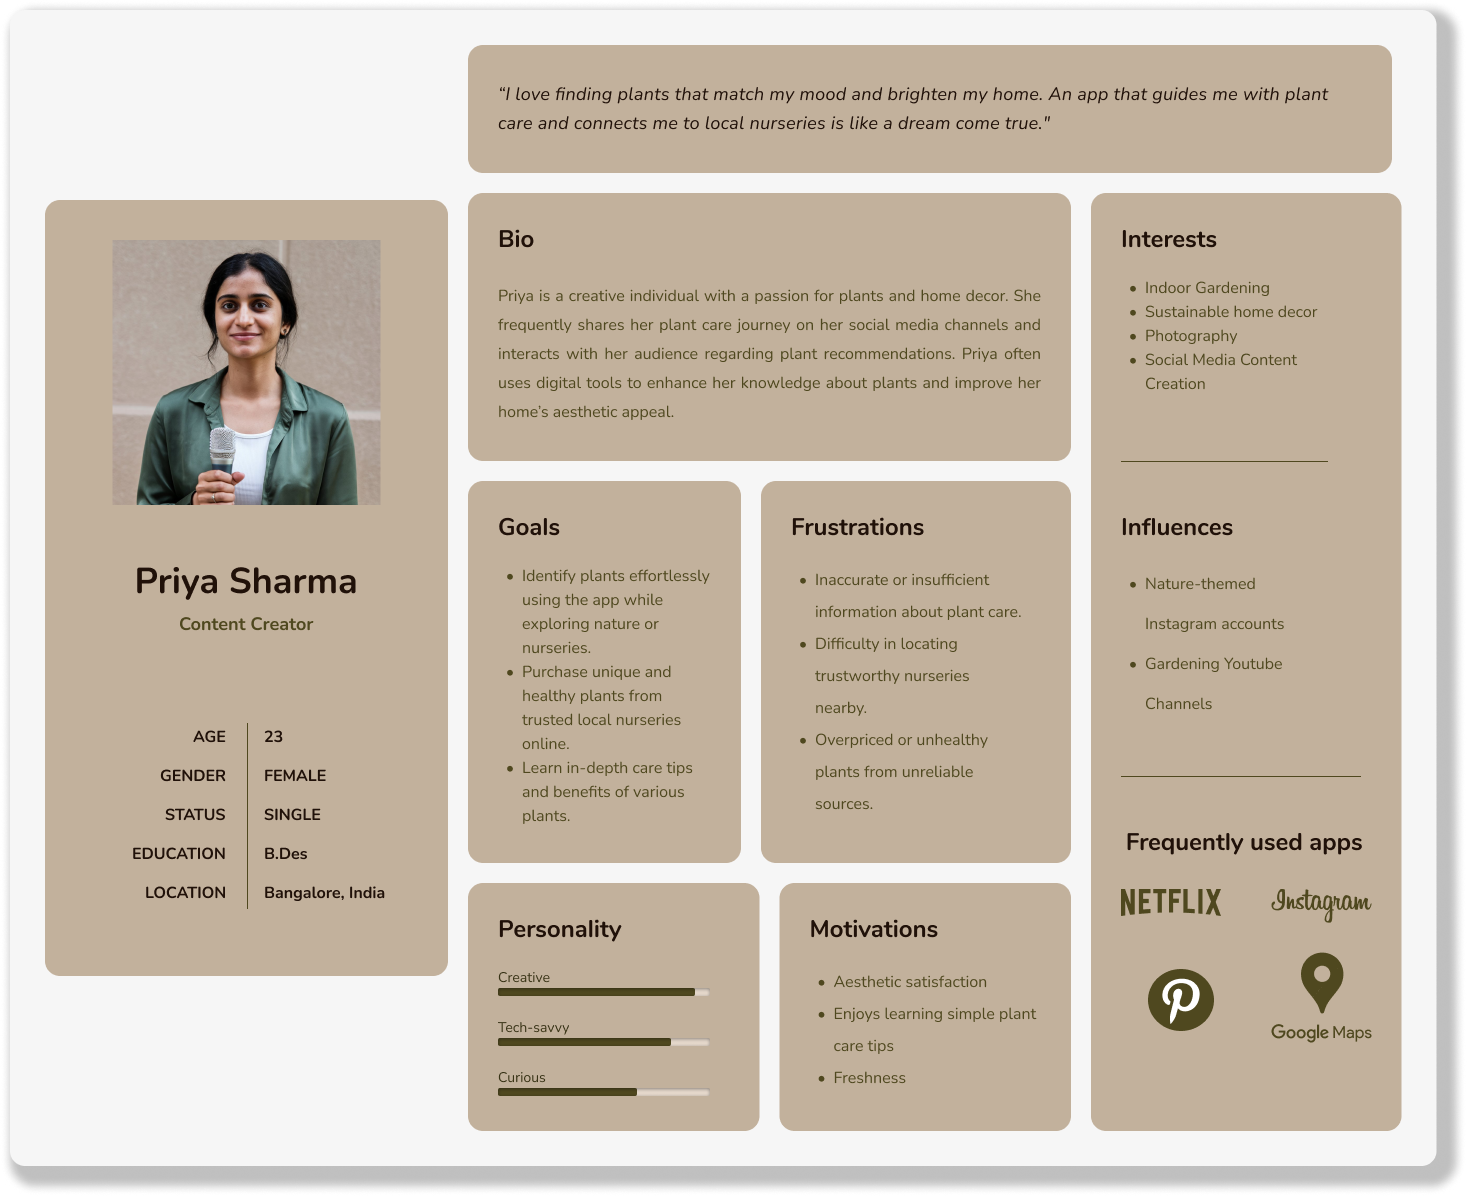 “I love finding plants that match my mood and brighten my home. An app that guides me with plant
care and connects me to local nurseries is like a dream come true."
Priya Sharma
Content Creator
AGE 23
GENDER FEMALE
STATUS SINGLE
EDUCATION B.Des
LOCATION Bangalore, India
Bio
Priya is a creative individual with a passion for plants and home decor. She
frequently shares her plant care journey on her social media channels and
interacts with her audience regarding plant recommendations. Priya often
uses digital tools to enhance her knowledge about plants and improve her
home’s aesthetic appeal.
Goals
• Identify plants effortlessly
using the app while
exploring nature or
nurseries.
• Purchase unique and
healthy plants from
trusted local nurseries
online.
• Learn in-depth care tips
and benefits of various
plants.
Frustrations
• Inaccurate or insufficient
information about plant care.
• Difficulty in locating
trustworthy nurseries
nearby.
• Overpriced or unhealthy
plants from unreliable
sources.
Personality
Creative
Tech-savvy
Curious
Motivations
• Aesthetic satisfaction
• Enjoys learning simple plant
care tips
• Freshness
Interests
• Indoor Gardening
• Sustainable home decor
• Photography
• Social Media Content
Creation
Influences
• Nature-themed
Instagram accounts
• Gardening Youtube
Channels
Frequently used apps
NETFLIX
Instagram
Google Maps